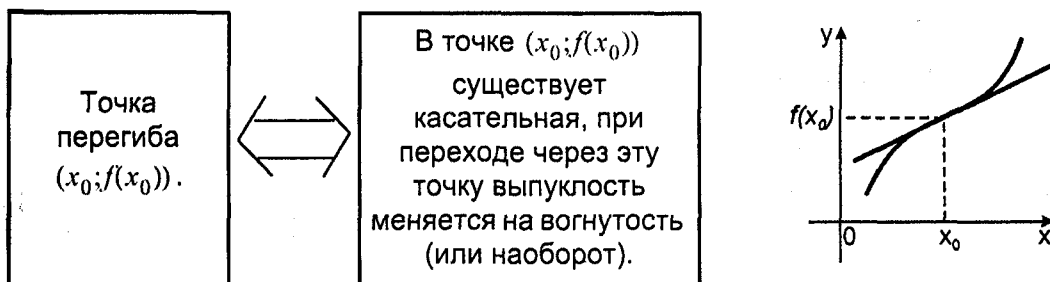 Точка
перегиба
(x₀;f(x₀)).
В точке (x₀;f(x₀))
существует
касательная, при
переходе через эту
точку выпуклость
меняется на вогнутость
(или наоборот).
y
f(x₀)
0
x₀
x